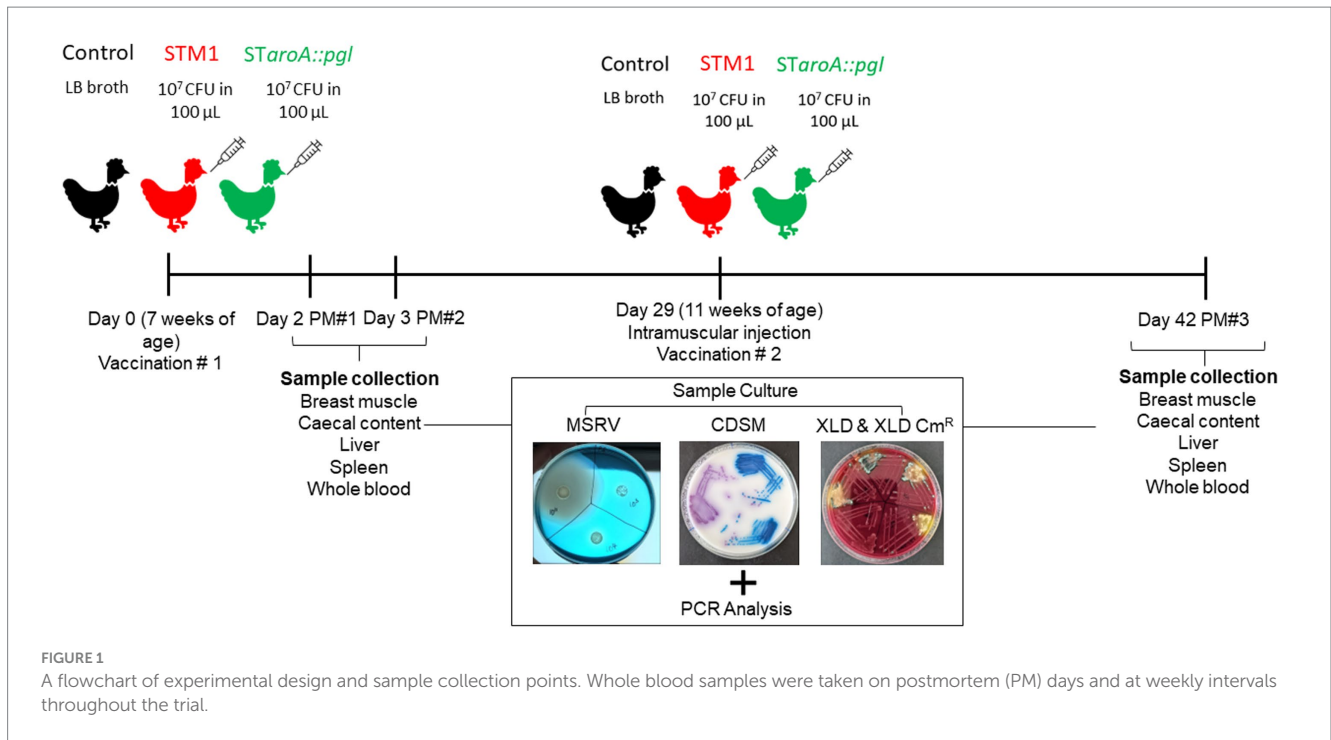 Control STM1 STaroA::pgl
LB broth 10⁷ CFU in 100 µL 10⁷ CFU in 100 µL
Control STM1 STaroA::pgl
LB broth 10⁷ CFU in 100 µL 10⁷ CFU in 100 µL
Day 0 (7 weeks of
age)
Vaccination # 1
Day 2 PM#1 Day 3 PM#2
Sample collection
Breast muscle
Caecal content
Liver
Spleen
Whole blood
Day 29 (11 weeks of age)
Intramuscular injection
Vaccination # 2
Sample Culture
MSRV CDSM XLD & XLD Cmᴿ
+
PCR Analysis
Day 42 PM#3
Sample collection
Breast muscle
Caecal content
Liver
Spleen
Whole blood
FIGURE 1
A flowchart of experimental design and sample collection points. Whole blood samples were taken on postmortem (PM) days and at weekly intervals
throughout the trial.